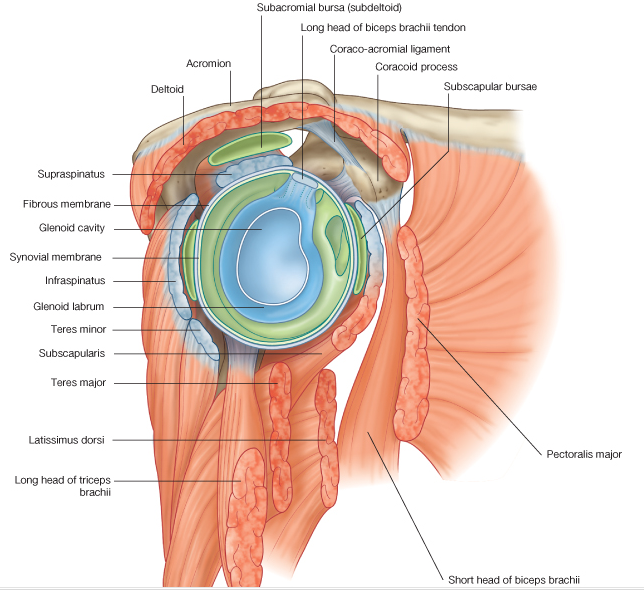 Subacromial bursa (subdeltoid)
Long head of biceps brachii tendon
Coraco-acromial ligament
Coracoid process
Subscapular bursae
Acromion
Deltoid
Supraspinatus
Fibrous membrane
Glenoid cavity
Synovial membrane
Infraspinatus
Glenoid labrum
Teres minor
Subscapularis
Teres major
Latissimus dorsi
Long head of triceps
brachii
Pectoralis major
Short head of biceps brachii